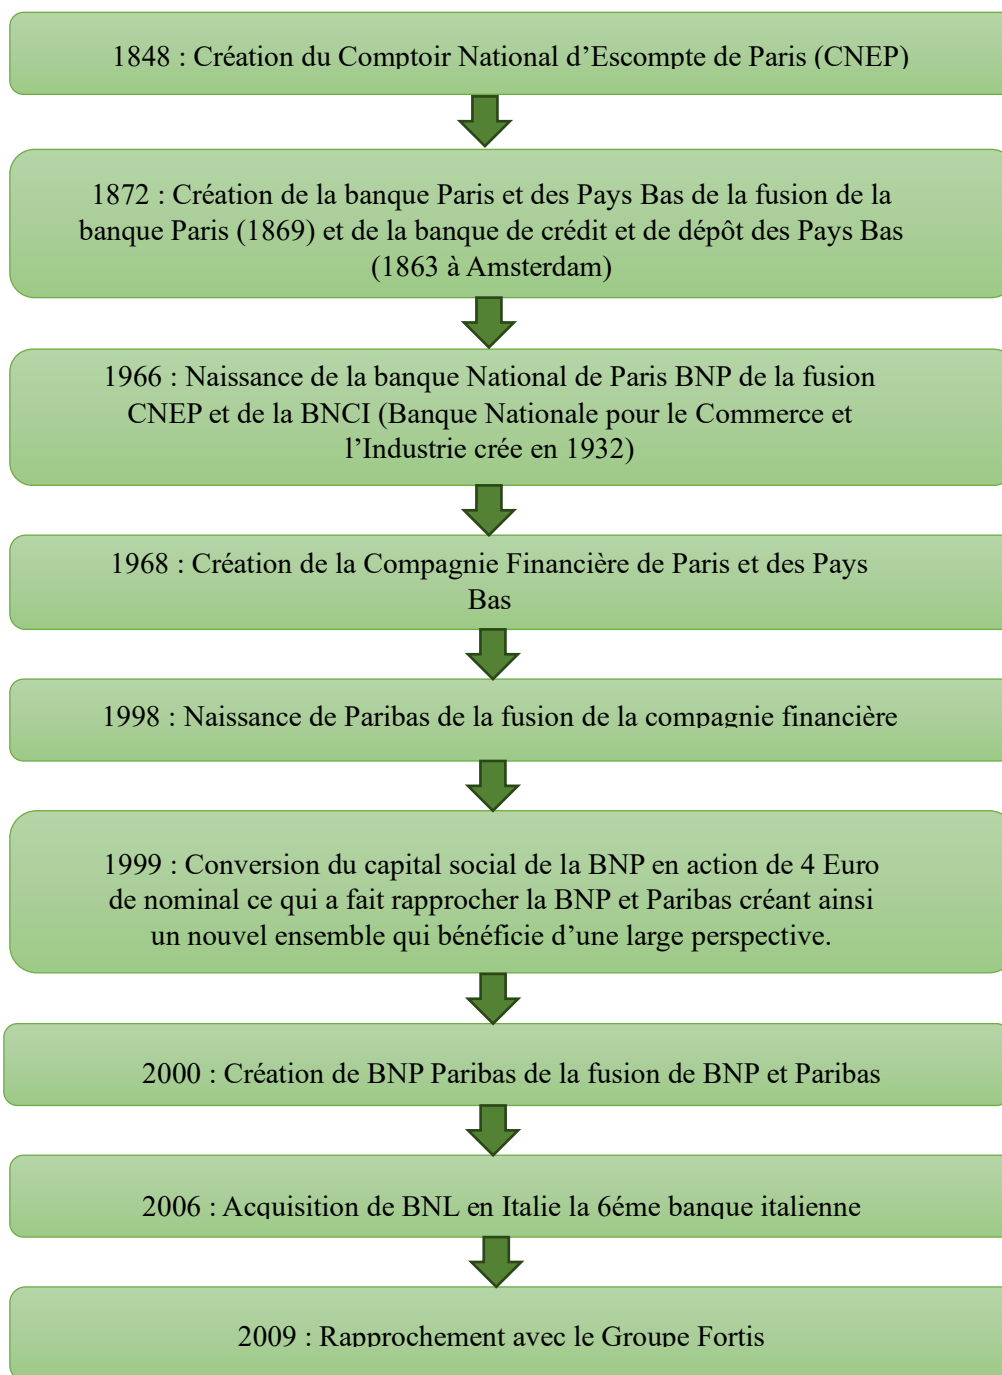 1848 : Création du Comptoir National d’Escompte de Paris (CNEP)
1872 : Création de la banque Paris et des Pays Bas de la fusion de la
banque Paris (1869) et de la banque de crédit et de dépôt des Pays Bas
(1863 à Amsterdam)
1966 : Naissance de la banque National de Paris BNP de la fusion
CNEP et de la BNCI (Banque Nationale pour le Commerce et
l’Industrie crée en 1932)
1968 : Création de la Compagnie Financière de Paris et des Pays
Bas
1998 : Naissance de Paribas de la fusion de la compagnie financière
1999 : Conversion du capital social de la BNP en action de 4 Euro
de nominal ce qui a fait rapprocher la BNP et Paribas créant ainsi
un nouvel ensemble qui bénéficie d’une large perspective.
2000 : Création de BNP Paribas de la fusion de BNP et Paribas
2006 : Acquisition de BNL en Italie la 6éme banque italienne
2009 : Rapprochement avec le Groupe Fortis